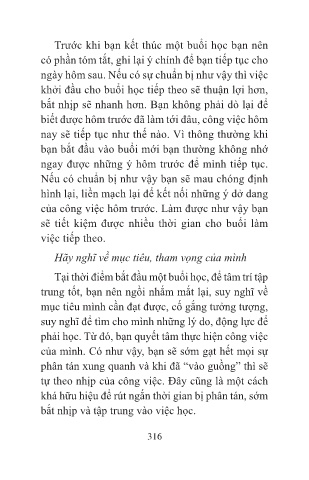 Trước khi bạn kết thúc một buổi học bạn nên
có phần tóm tắt, ghi lại ý chính để bạn tiếp tục cho
ngày hôm sau. Nếu có sự chuẩn bị như vậy thì việc
khởi đầu cho buổi học tiếp theo sẽ thuận lợi hơn,
bắt nhịp sẽ nhanh hơn. Bạn không phải dò lại để
biết được hôm trước đã làm tới đâu, công việc hôm
nay sẽ tiếp tục như thế nào. Vì thông thường khi
bạn bắt đầu vào buổi mới bạn thường không nhớ
ngay được những ý hôm trước để mình tiếp tục.
Nếu có chuẩn bị như vậy bạn sẽ mau chóng định
hình lại, liền mạch lại để kết nối những ý dở dang
của công việc hôm trước. Làm được như vậy bạn
sẽ tiết kiệm được nhiều thời gian cho buổi làm
việc tiếp theo.
Hãy nghĩ về mục tiêu, tham vọng của mình
Tại thời điểm bắt đầu một buổi học, để tâm trí tập
trung tốt, bạn nên ngồi nhắm mắt lại, suy nghĩ về
mục tiêu mình cần đạt được, cố gắng tưởng tượng,
suy nghĩ để tìm cho mình những lý do, động lực để
phải học. Từ đó, bạn quyết tâm thực hiện công việc
của mình. Có như vậy, bạn sẽ sớm gạt hết mọi sự
phân tán xung quanh và khi đã “vào guồng” thì sẽ
tự theo nhịp của công việc. Đây cũng là một cách
khá hữu hiệu để rút ngắn thời gian bị phân tán, sớm
bắt nhịp và tập trung vào việc học.
316